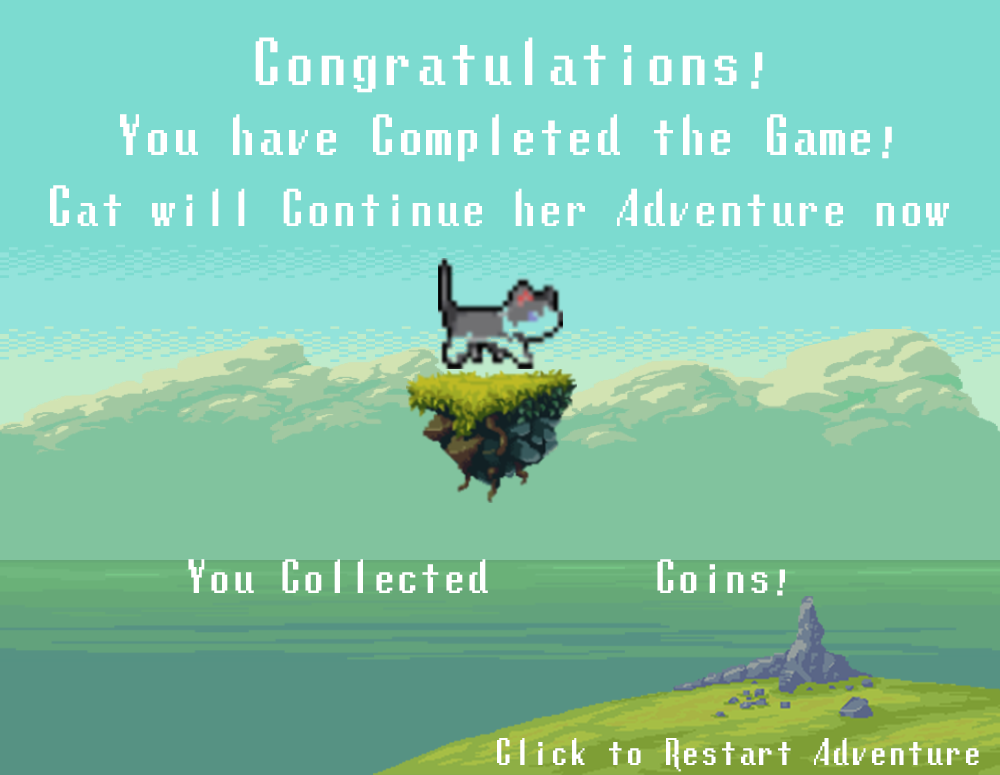 Congratulations!
You have Completed the Game!
Cat will Continue her Adventure now
You Collected Coins!
Click to Restart Adventure